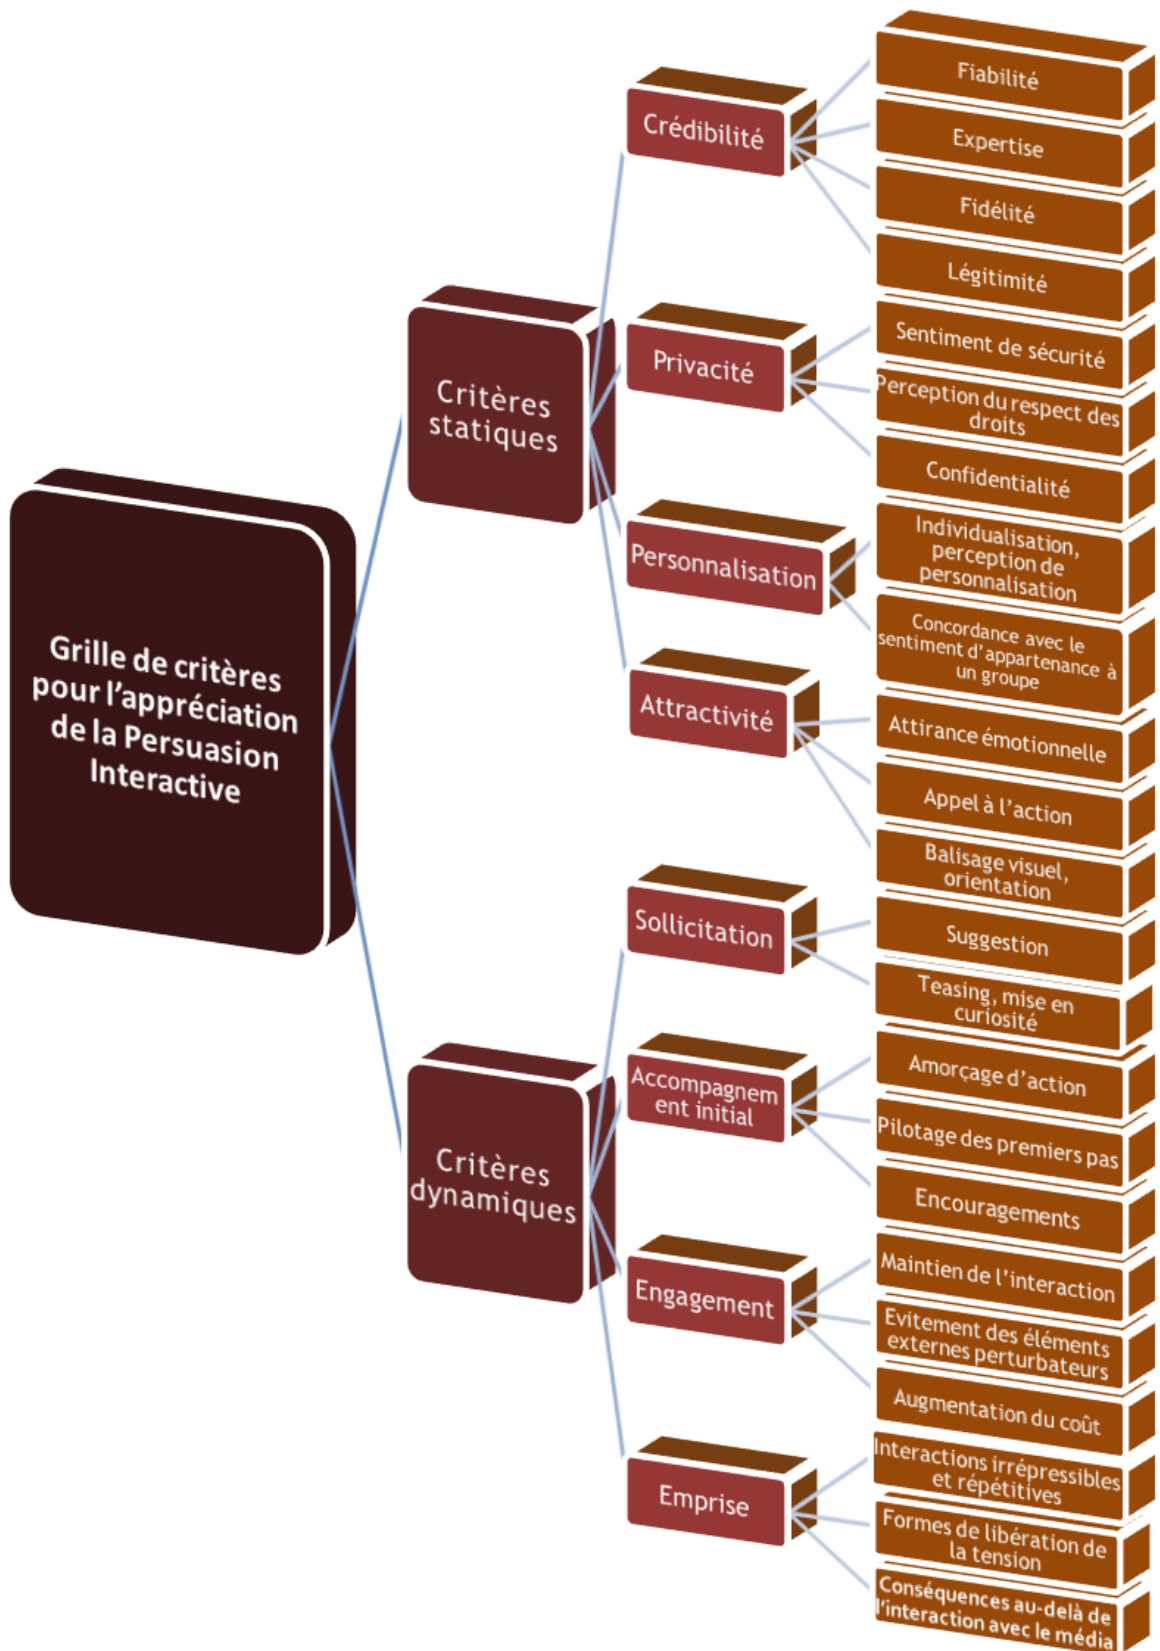 Grille de critères
pour l'appréciation
de la Persuasion
Interactive
Critères
statiques
Crédibilité
Fiabilité
Expertise
Fidélité
Légitimité
Privacité
Sentiment de sécurité
Perception du respect des
droits
Confidentialité
Personnalisation
Individualisation,
perception de
personnalisation
Concordance avec le
sentiment d'appartenance à
un groupe
Attractivité
Attirance émotionnelle
Appel à l'action
Balisage visuel,
orientation
Critères
dynamiques
Sollicitation
Suggestion
Teasing, mise en
curiosité
Accompagnem
ent initial
Amorçage d'action
Pilotage des premiers pas
Encouragements
Engagement
Maintien de l'interaction
Evitement des éléments
externes perturbateurs
Augmentation du coût
Emprise
Interactions irrépressibles
et répétitives
Formes de libération de
la tension
Conséquences au-delà de
l'interaction avec le média